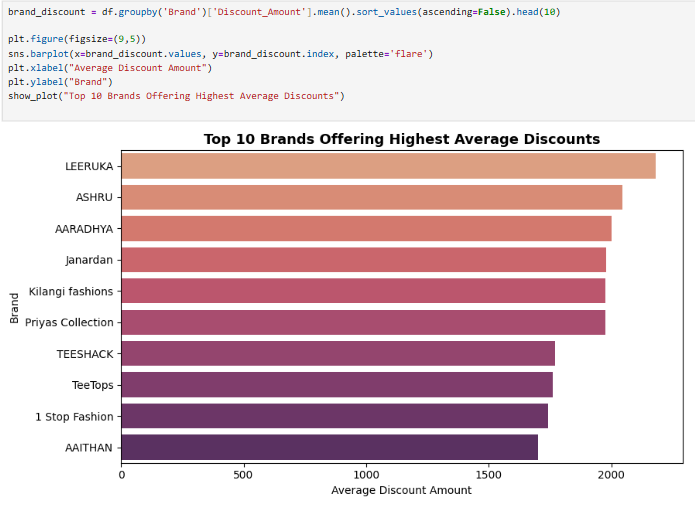 brand_discount = df.groupby('Brand')['Discount_Amount'].mean().sort_values(ascending=False).head(10)
plt.figure(figsize=(9,5))
sns.barplot(x=brand_discount.values, y=brand_discount.index, palette='flare')
plt.xlabel("Average Discount Amount")
plt.ylabel("Brand")
show_plot("Top 10 Brands Offering Highest Average Discounts")
Top 10 Brands Offering Highest Average Discounts
LEERUKA
ASHRU
AARADHYA
Janardan
Kilangi fashions
Priyas Collection
TEESHACK
TeeTops
1 Stop Fashion
AAITHAN
Brand
0 500 1000 1500 2000
Average Discount Amount